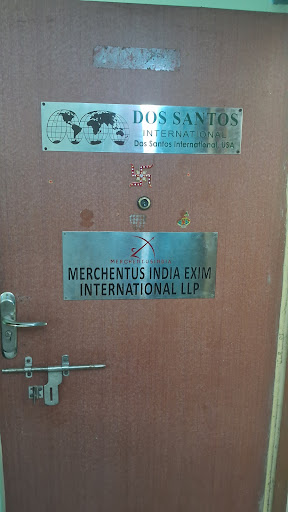 DOS SANTOS
INTERNATIONAL
Dos Santos International, USA
MERCHENTUS INDIA EXIM
INTERNATIONAL LLP